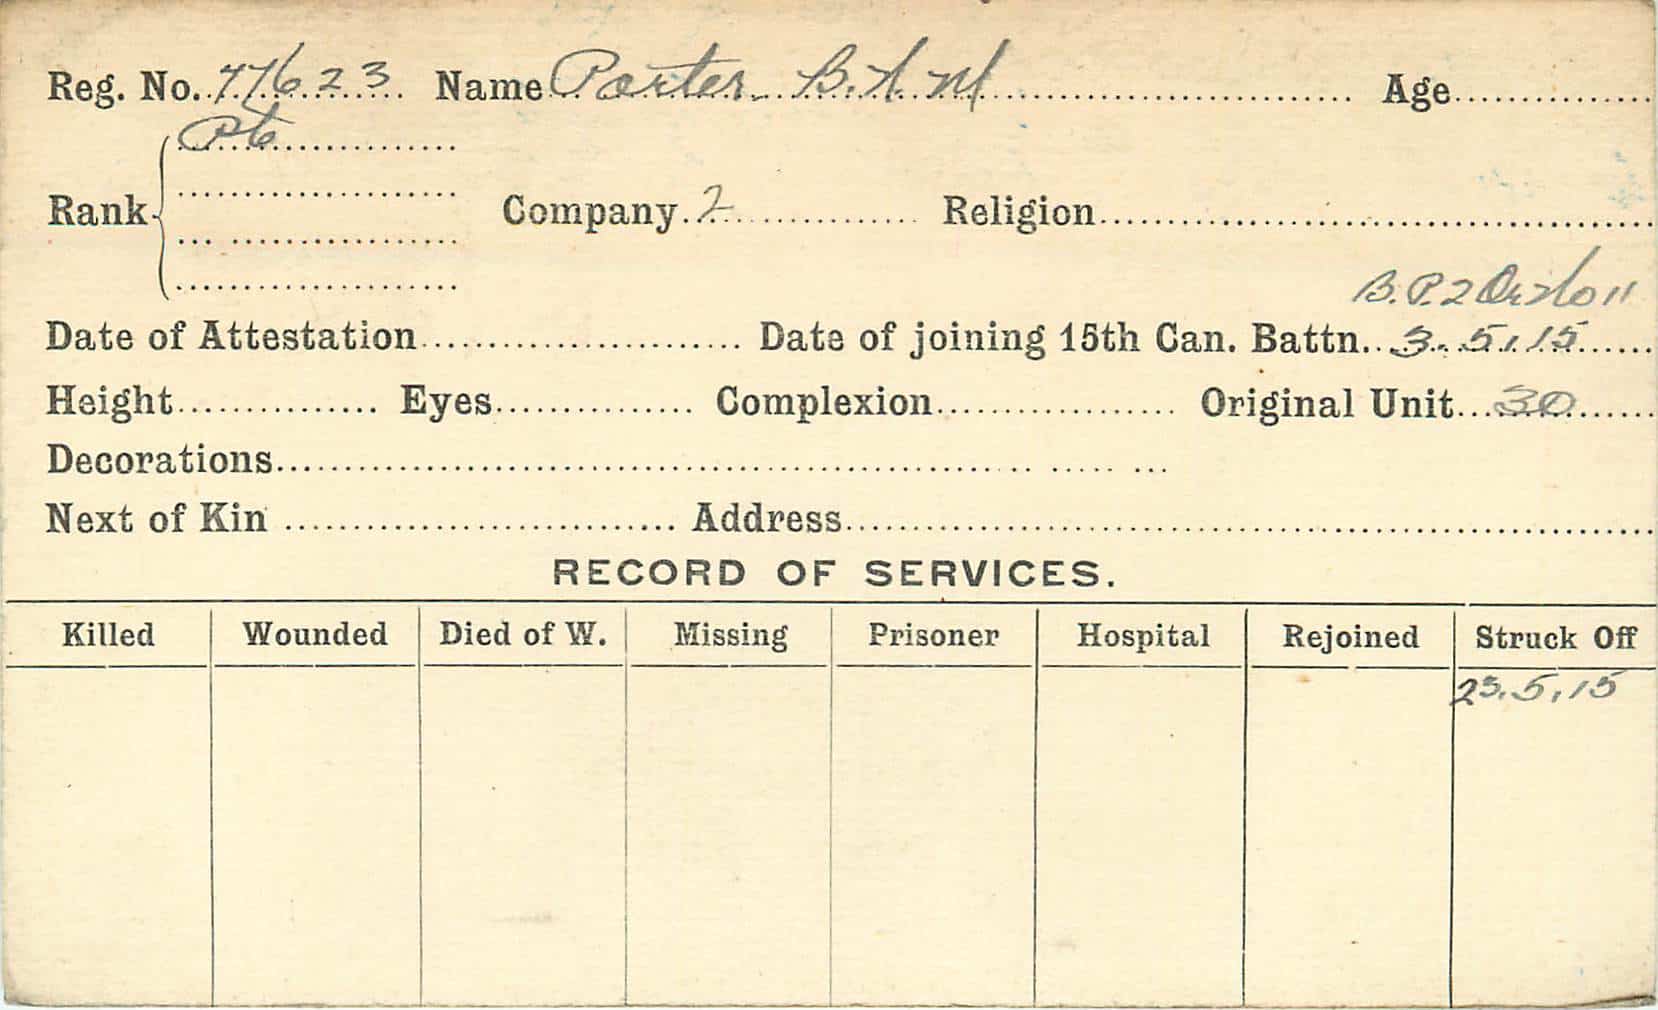 Reg. No. 77623 Name Porter B. A. M Age
Pte
Rank Company 2 Religion
B. P. 2 Or 11
Date of Attestation Date of joining 15th Can. Battn. 3. 5. 15
Height Eyes Complexion Original Unit 30
Decorations
Next of Kin Address
RECORD OF SERVICES.
Killed Wounded Died of W. Missing Prisoner Hospital Rejoined Struck Off
23. 5. 15